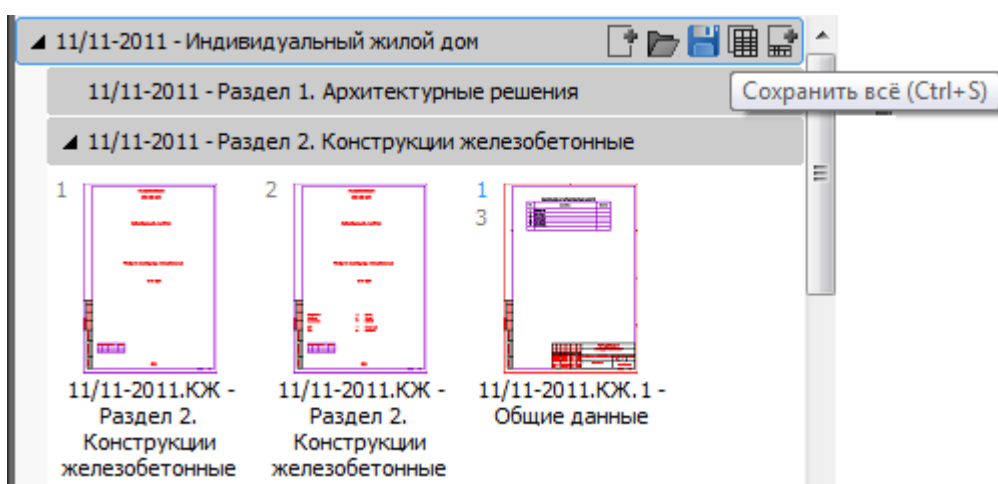 11/11-2011 - Индивидуальный жилой дом
Сохранить всё (Ctrl+S)
11/11-2011 - Раздел 1. Архитектурные решения
11/11-2011 - Раздел 2. Конструкции железобетонные
1
2
1
3
11/11-2011.КЖ -
Раздел 2.
Конструкции
железобетонные
11/11-2011.КЖ -
Раздел 2.
Конструкции
железобетонные
11/11-2011.КЖ.1 -
Общие данные